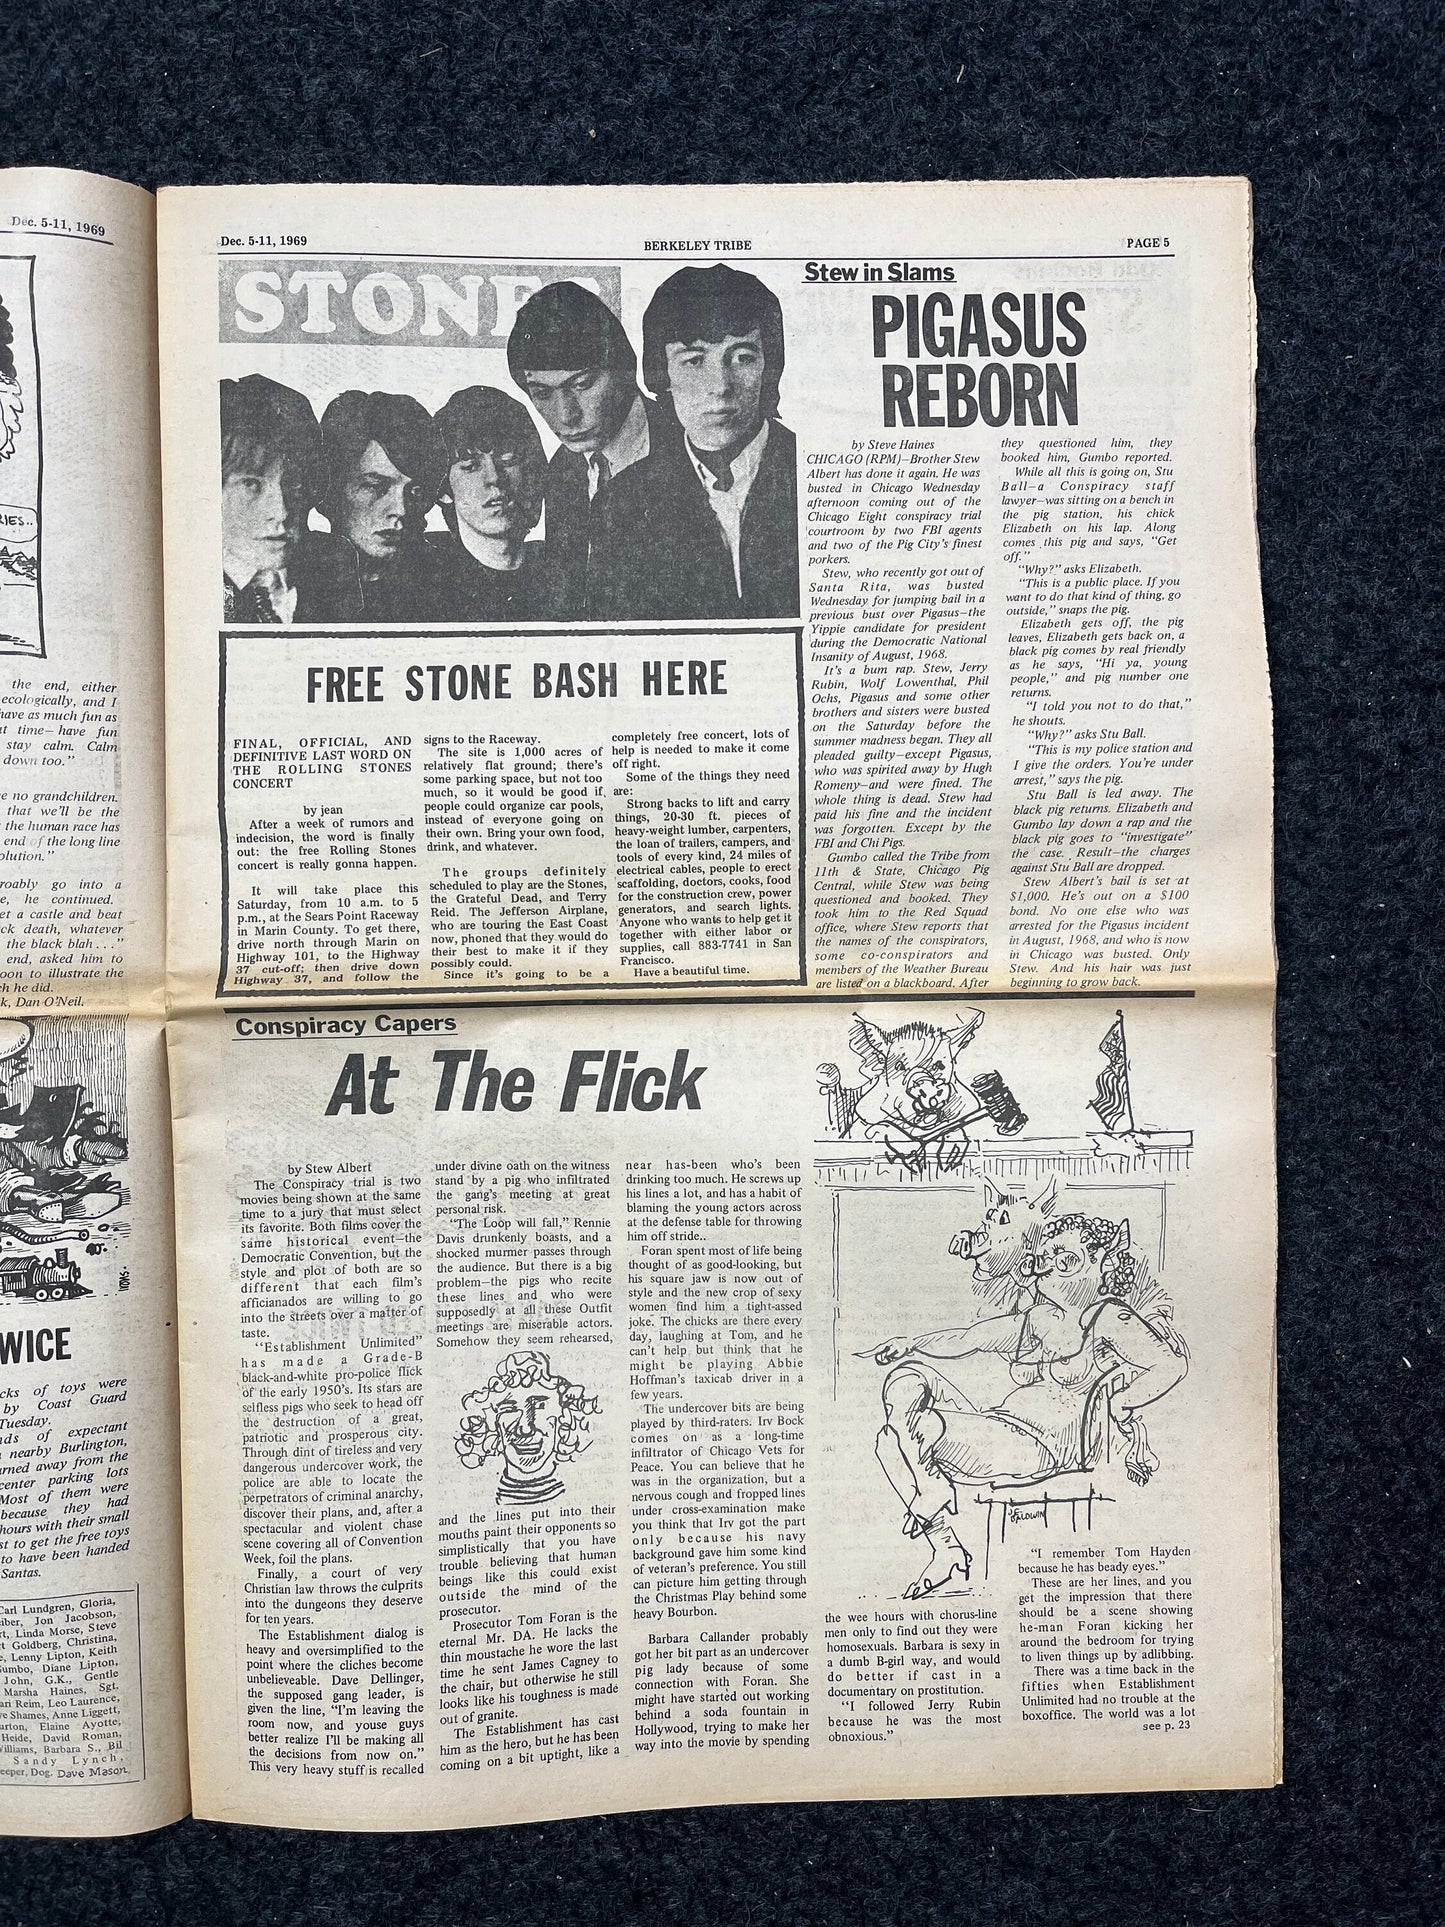 Dec. 5-11, 1969
RIES..
the end, either
ecologically, and I
have as much fun as
time— have fun
stay calm. Calm
down too."
no grandchildren.
that we'll be the
the human race has
end of the long line
olution."
go into a
he continued.
et a castle and beat
ck death, whatever
the black blah . . ."
end, asked him to
oon to illustrate the
ch he did.
k, Dan O'Neil.
WICE
cks of toys were
by Coast Guard
Tuesday.
nds of expectant
nearby Burlington,
urned away from the
center parking lots
Most of them were
because they had
hours with their small
st to get the free toys
to have been handed
Santas.
Carl Lundgren, Gloria,
iber, Jon Jacobson,
rt, Linda Morse, Steve
t Goldberg, Christina,
e, Lenny Lipton, Keith
Gumbo, Diane Lipton,
John, G.K., Gentle
Marsha Haines, Sgt.
ari Reim, Leo Laurence,
ve Shames, Anne Liggett,
urton, Elaine Ayotte,
Heide, David Roman,
Williams, Barbara S., Bil
Sandy Lynch,
eeper, Dog. Dave Mason.
Dec. 5-11, 1969
BERKELEY TRIBE
PAGE 5
STONE
FREE STONE BASH HERE
FINAL, OFFICIAL, AND
DEFINITIVE LAST WORD ON
THE ROLLING STONES
CONCERT
by jean
After a week of rumors and
indecision, the word is finally
out: the free Rolling Stones
concert is really gonna happen.
It will take place this
Saturday, from 10 a.m. to 5
p.m., at the Sears Point Raceway
in Marin County. To get there,
drive north through Marin on
Highway 101, to the Highway
37 cut-off; then drive down
Highway 37, and follow the
signs to the Raceway.
The site is 1,000 acres of
relatively flat ground; there's
some parking space, but not too
much, so it would be good if
people could organize car pools,
instead of everyone going on
their own. Bring your own food,
drink, and whatever.
The groups definitely
scheduled to play are the Stones,
the Grateful Dead, and Terry
Reid. The Jefferson Airplane,
who are touring the East Coast
now, phoned that they would do
their best to make it if they
possibly could.
Since it's going to be a
completely free concert, lots of
help is needed to make it come
off right.
Some of the things they need
are:
Strong backs to lift and carry
things, 20-30 ft. pieces of
heavy-weight lumber, carpenters,
the loan of trailers, campers, and
tools of every kind, 24 miles of
electrical cables, people to erect
scaffolding, doctors, cooks, food
for the construction crew, power
generators, and search lights.
Anyone who wants to help get it
together with either labor or
supplies, call 883-7741 in San
Francisco.
Have a beautiful time.
Stew in Slams
PIGASUS
REBORN
by Steve Haines
CHICAGO (RPM)—Brother Stew
Albert has done it again. He was
busted in Chicago Wednesday
afternoon coming out of the
Chicago Eight conspiracy trial
courtroom by two FBI agents
and two of the Pig City's finest
porkers.
Stew, who recently got out of
Santa Rita, was busted
Wednesday for jumping bail in a
previous bust over Pigasus—the
Yippie candidate for president
during the Democratic National
Insanity of August, 1968.
It's a bum rap. Stew, Jerry
Rubin, Wolf Lowenthal, Phil
Ochs, Pigasus and some other
brothers and sisters were busted
on the Saturday before the
summer madness began. They all
pleaded guilty—except Pigasus,
who was spirited away by Hugh
Romeny—and were fined. The
whole thing is dead. Stew had
paid his fine and the incident
was forgotten. Except by the
FBI and Chi Pigs.
Gumbo called the Tribe from
11th & State, Chicago Pig
Central, while Stew was being
questioned and booked. They
took him to the Red Squad
office, where Stew reports that
the names of the conspirators,
some co-conspirators and
members of the Weather Bureau
are listed on a blackboard. After
they questioned him, they
booked him, Gumbo reported.
While all this is going on, Stu
Ball—a Conspiracy staff
lawyer—was sitting on a bench in
the pig station, his chick
Elizabeth on his lap. Along
comes this pig and says, "Get
off."
"Why?" asks Elizabeth.
"This is a public place. If you
want to do that kind of thing, go
outside," snaps the pig.
Elizabeth gets off, the pig
leaves, Elizabeth gets back on, a
black pig comes by real friendly
as he says, "Hi ya, young
people," and pig number one
returns.
"I told you not to do that,"
he shouts.
"Why?" asks Stu Ball.
"This is my police station and
I give the orders. You're under
arrest," says the pig.
Stu Ball is led away. The
black pig returns. Elizabeth and
Gumbo lay down a rap and the
black pig goes to "investigate"
the case. Result—the charges
against Stu Ball are dropped.
Stew Albert's bail is set at
$1,000. He's out on a $100
bond. No one else who was
arrested for the Pigasus incident
in August, 1968, and who is now
in Chicago was busted. Only
Stew. And his hair was just
beginning to grow back.
Conspiracy Capers
At The Flick
by Stew Albert
The Conspiracy trial is two
movies being shown at the same
time to a jury that must select
its favorite. Both films cover the
same historical event—the
Democratic Convention, but the
style and plot of both are so
different that each film's
afficianados are willing to go
into the streets over a matter of
taste.
"Establishment Unlimited"
has made a Grade-B
black-and-white pro-police flick
of the early 1950's. Its stars are
selfless pigs who seek to head off
the destruction of a great,
patriotic and prosperous city.
Through dint of tireless and very
dangerous undercover work, the
police are able to locate the
perpetrators of criminal anarchy,
discover their plans, and, after a
spectacular and violent chase
scene covering all of Convention
Week, foil the plans.
Finally, a court of very
Christian law throws the culprits
into the dungeons they deserve
for ten years.
The Establishment dialog is
heavy and oversimplified to the
point where the cliches become
unbelieveable. Dave Dellinger,
the supposed gang leader, is
given the line, "I'm leaving the
room now, and youse guys
better realize I'll be making all
the decisions from now on."
This very heavy stuff is recalled
under divine oath on the witness
stand by a pig who infiltrated
the gang's meeting at great
personal risk.
"The Loop will fall," Rennie
Davis drunkenly boasts, and a
shocked murmer passes through
the audience. But there is a big
problem—the pigs who recite
these lines and who were
supposedly at all these Outfit
meetings are miserable actors.
Somehow they seem rehearsed,
and the lines put into their
mouths paint their opponents so
simplistically that you have
trouble believing that human
beings like this could exist
outside the mind of the
prosecutor.
Prosecutor Tom Foran is the
eternal Mr. DA. He lacks the
thin moustache he wore the last
time he sent James Cagney to
the chair, but otherwise he still
looks like his toughness is made
out of granite.
The Establishment has cast
him as the hero, but he has been
coming on a bit uptight, like a
near has-been who's been
drinking too much. He screws up
his lines a lot, and has a habit of
blaming the young actors across
at the defense table for throwing
him off stride..
Foran spent most of life being
thought of as good-looking, but
his square jaw is now out of
style and the new crop of sexy
women find him a tight-assed
joke. The chicks are there every
day, laughing at Tom, and he
can't help but think that he
might be playing Abbie
Hoffman's taxicab driver in a
few years.
The undercover bits are being
played by third-raters. Irv Bock
comes on as a long-time
infiltrator of Chicago Vets for
Peace. You can believe that he
was in the organization, but a
nervous cough and fropped lines
under cross-examination make
you think that Irv got the part
only because his navy
background gave him some kind
of veteran's preference. You still
can picture him getting through
the Christmas Play behind some
heavy Bourbon.
Barbara Callander probably
got her bit part as an undercover
pig lady because of some
connection with Foran. She
might have started out working
behind a soda fountain in
Hollywood, trying to make her
way into the movie by spending
J.F.
BALDWIN
the wee hours with chorus-line
men only to find out they were
homosexuals. Barbara is sexy in
a dumb B-girl way, and would
do better if cast in a
documentary on prostitution.
"I followed Jerry Rubin
because he was the most
obnoxious."
"I remember Tom Hayden
because he has beady eyes."
These are her lines, and you
get the impression that there
should be a scene showing
he-man Foran kicking her
around the bedroom for trying
to liven things up by adlibbing.
There was a time back in the
fifties when Establishment
Unlimited had no trouble at the
boxoffice. The world was a lot
see p. 23